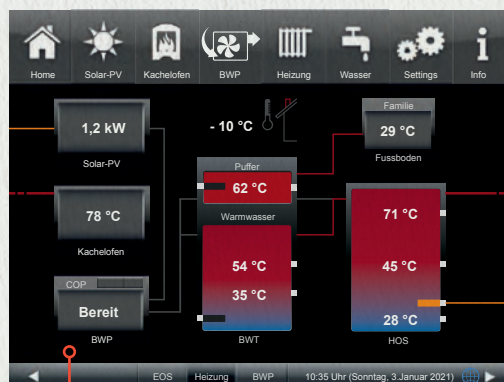 Home Solar-PV Kachelofen BWP Heizung Wasser Settings Info
1,2 kW
Solar-PV
- 10 °C
Familie
29 °C
Fussboden
78 °C
Kachelofen
Puffer
62 °C
Warmwasser
54 °C
35 °C
BWT
71 °C
45 °C
28 °C
HOS
COP
Bereit
BWP
EOS Heizung BWP 10:35 Uhr (Sonntag, 3.Januar 2021)